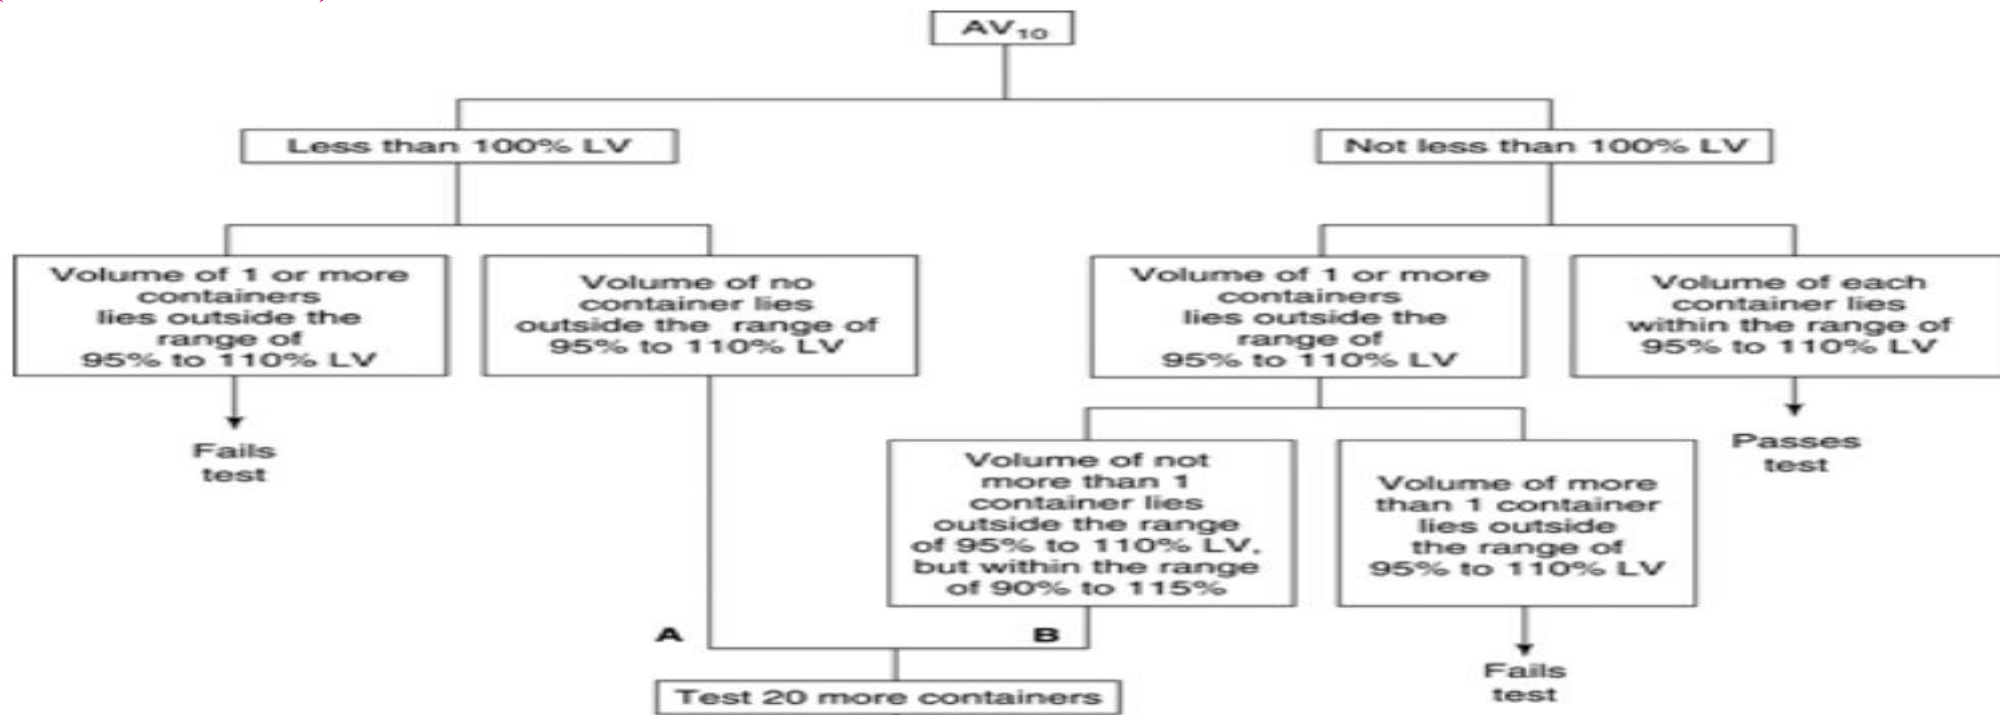 AV10
Less than 100% LV
Not less than 100% LV
Volume of 1 or more
containers
lies outside the
range of
95% to 110% LV
Volume of no
container lies
outside the range of
95% to 110% LV
Volume of 1 or more
containers
lies outside the
range of
95% to 110% LV
Volume of each
container lies
within the range of
95% to 110% LV
Fails
test
Volume of not
more than 1
container lies
outside the range
of 95% to 110% LV,
but within the range
of 90% to 115%
Volume of more
than 1 container
lies outside
the range of
95% to 110% LV
Passes
test
A
B
Fails
test
Test 20 more containers